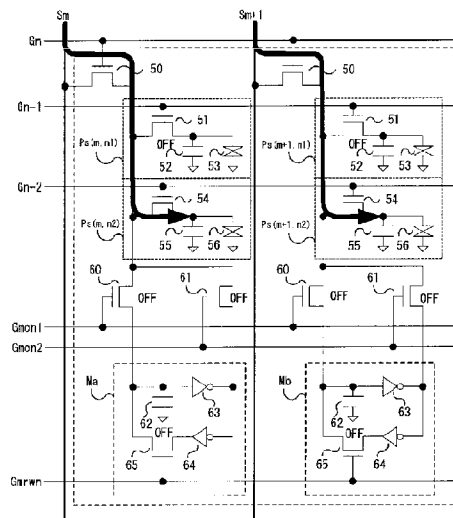 Sm Sm+1
Gn 50 50
Gn-1 51 51
Ps(m,n1) OFF Ps(m+1,n1) OFF
52 53 52 53
Gn-2 54 54
Ps(m,n2) Ps(m+1,n2)
55 56 55 56
60 61 60 61
OFF OFF OFF OFF
Gmon1
Gmon2
Ma Mb
62 63 62 63
OFF OFF
65 64 65 64
Gmrwn